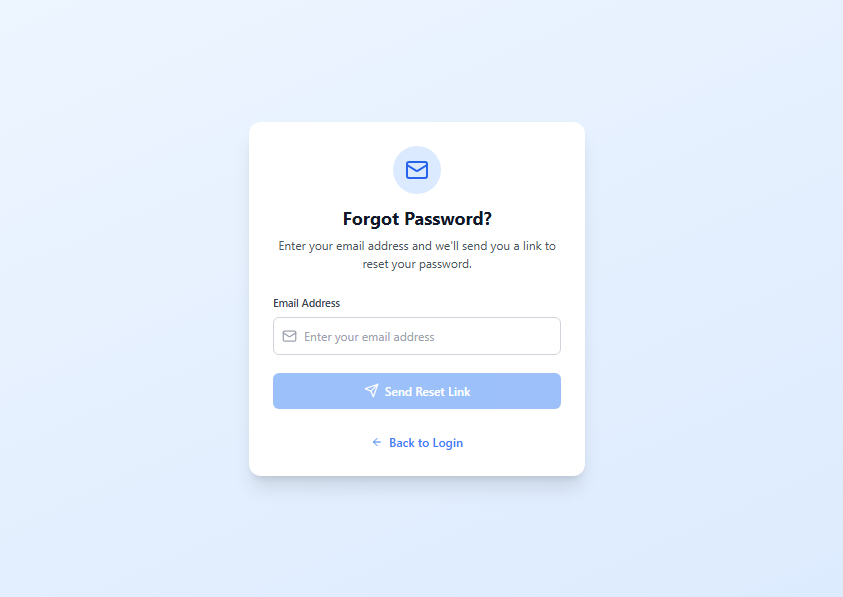 Forgot Password?
Enter your email address and we'll send you a link to
reset your password.
Email Address
Enter your email address
Send Reset Link
Back to Login